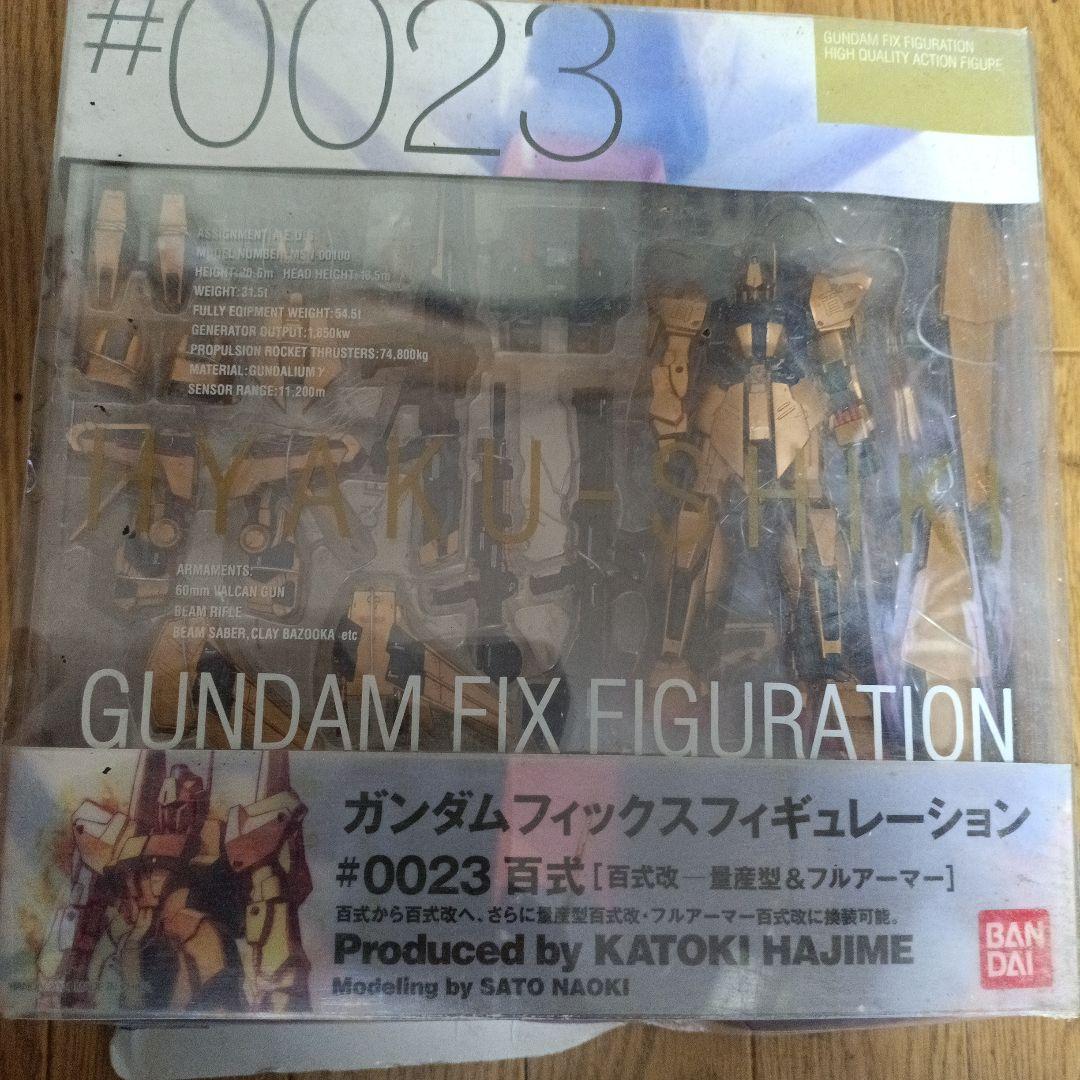 #0023
GUNDAM FIX FIGURATION
HIGH QUALITY ACTION FIGURE
ASSIGNMENT: A.E.U.G
MODEL NUMBER: MSN-00100
HEIGHT: 20.6m HEAD HEIGHT: 18.5m
WEIGHT: 31.5t
FULLY EQIPMENT WEIGHT: 54.5t
GENERATOR OUTPUT: 1,850kw
PROPULSION ROCKET THRUSTERS: 74,800kg
MATERIAL: GUNDALIUM γ
SENSOR RANGE: 11,200m
HYAKU-SHIKI
ARMAMENTS:
60mm VALCAN GUN
BEAM RIFLE
BEAM SABER, CLAY BAZOOKA etc
GUNDAM FIX FIGURATION
ガンダムフィックスフィギュレーション
#0023 百式[百式改―量産型&フルアーマー]
百式から百式改へ、さらに量産型百式改・フルアーマー百式改に換装可能。
Produced by KATOKI HAJIME
Modeling by SATO NAOKI
BAN
DAI